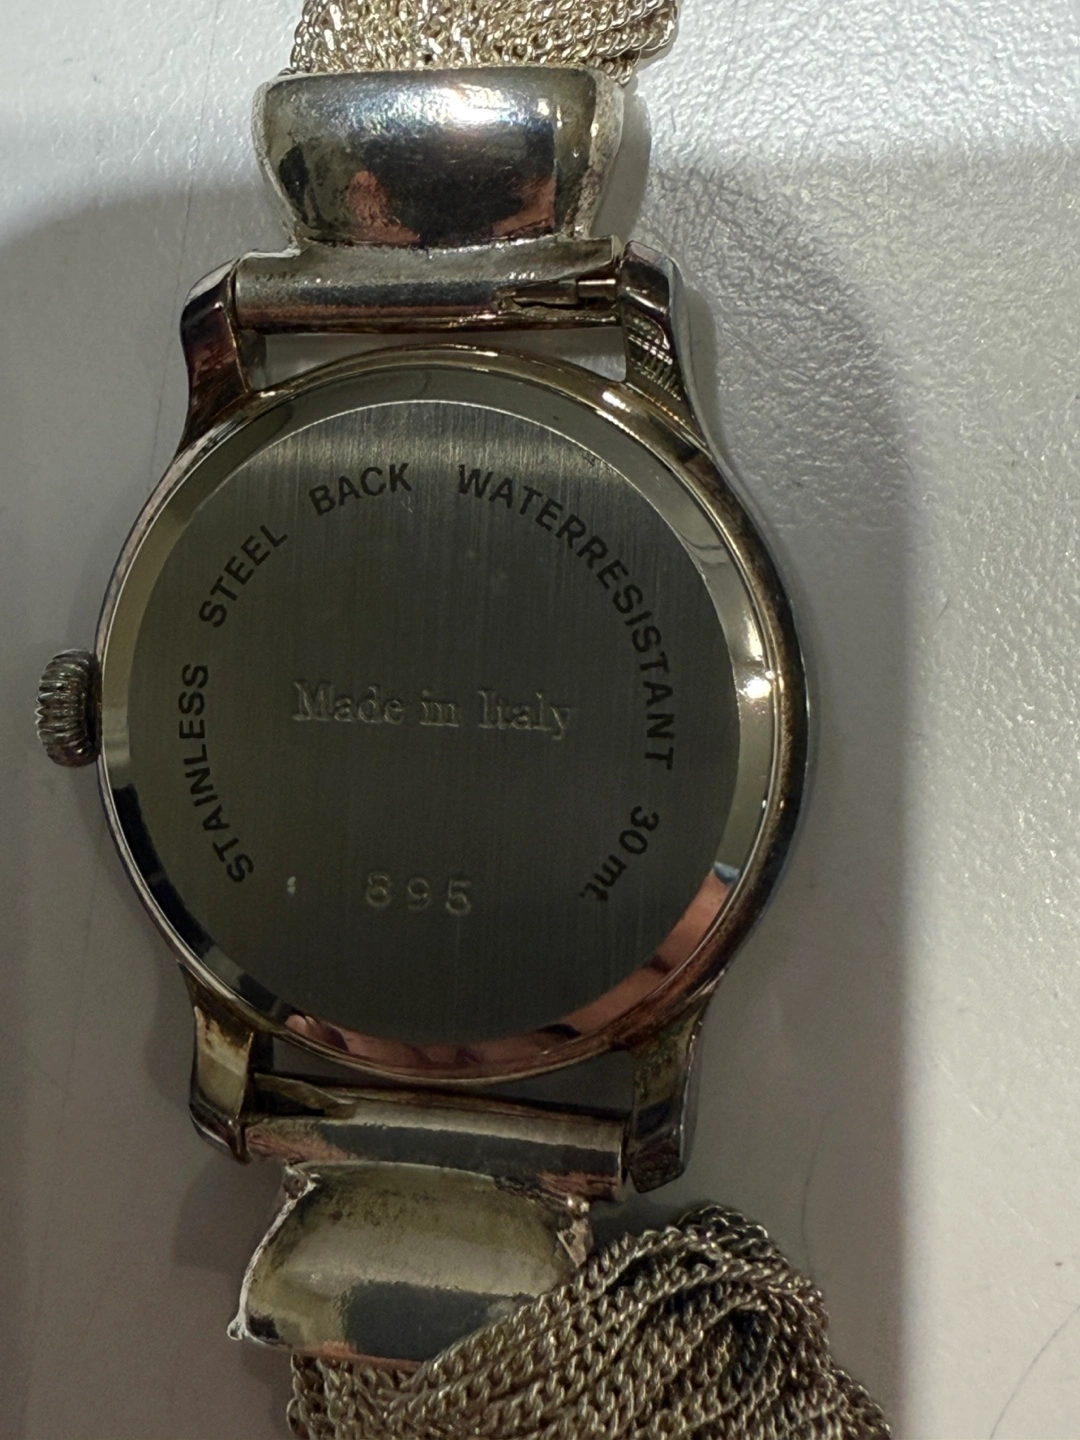 STAINLESS STEEL BACK WATERRESISTANT 30 mt.
Made in Italy
895